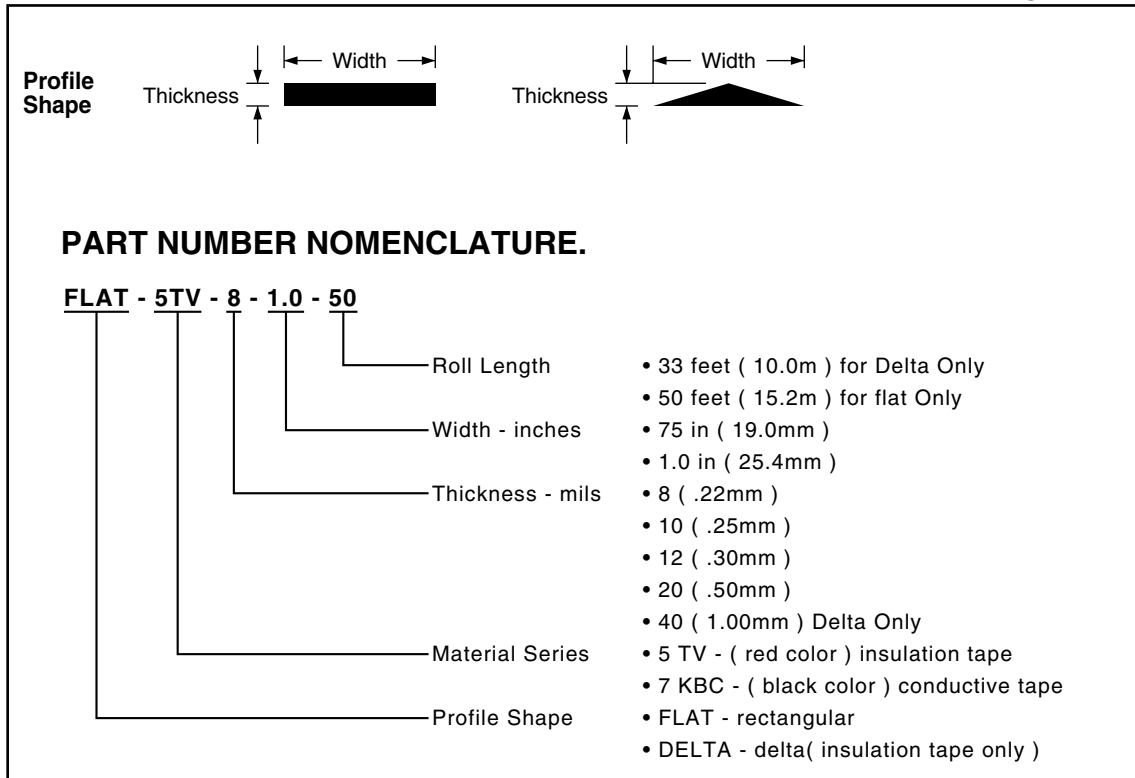 Profile
Shape
Thickness
Width
Thickness
Width
PART NUMBER NOMENCLATURE.
FLAT - 5TV - 8 - 1.0 - 50
Roll Length • 33 feet ( 10.0m ) for Delta Only
• 50 feet ( 15.2m ) for flat Only
Width - inches • 75 in ( 19.0mm )
• 1.0 in ( 25.4mm )
Thickness - mils • 8 ( .22mm )
• 10 ( .25mm )
• 12 ( .30mm )
• 20 ( .50mm )
• 40 ( 1.00mm ) Delta Only
Material Series • 5 TV - ( red color ) insulation tape
• 7 KBC - ( black color ) conductive tape
Profile Shape • FLAT - rectangular
• DELTA - delta( insulation tape only )